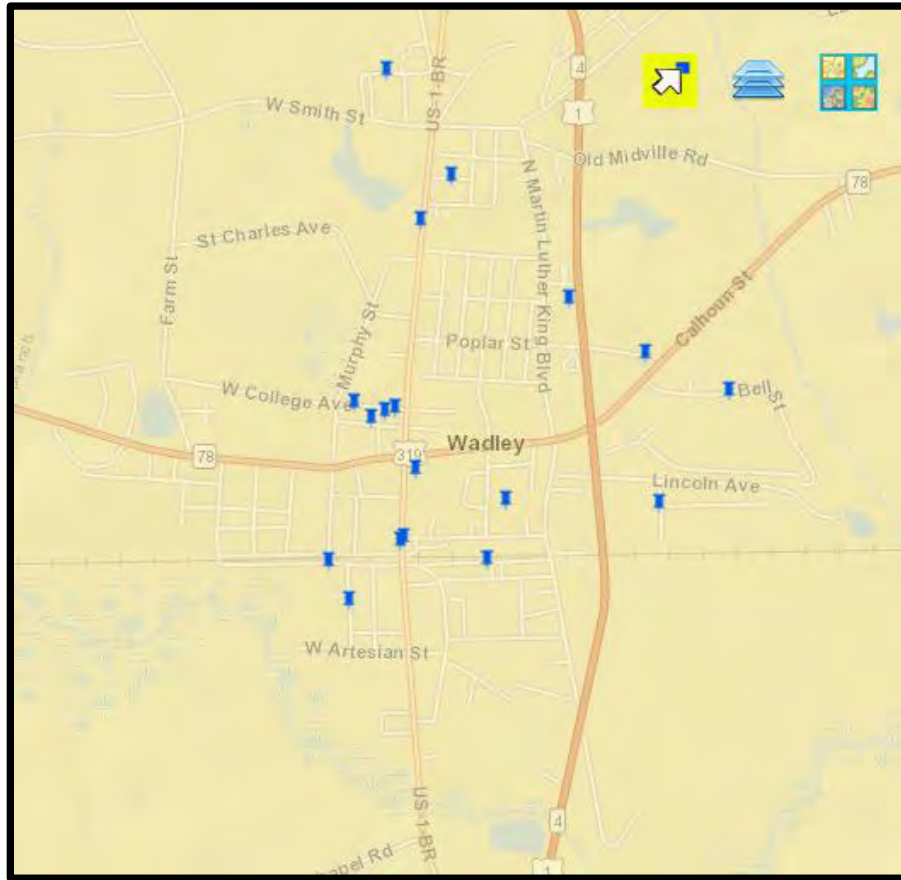 4
US-1-BR
W Smith St
1
Old Midville Rd
78
N Martin Luther King Blvd
St Charles Ave
Farm St
Calhoun St
Murphy St
Poplar St
W College Ave
Bell St
Wadley
319
78
Lincoln Ave
W Artesian St
US-1-BR
4
1